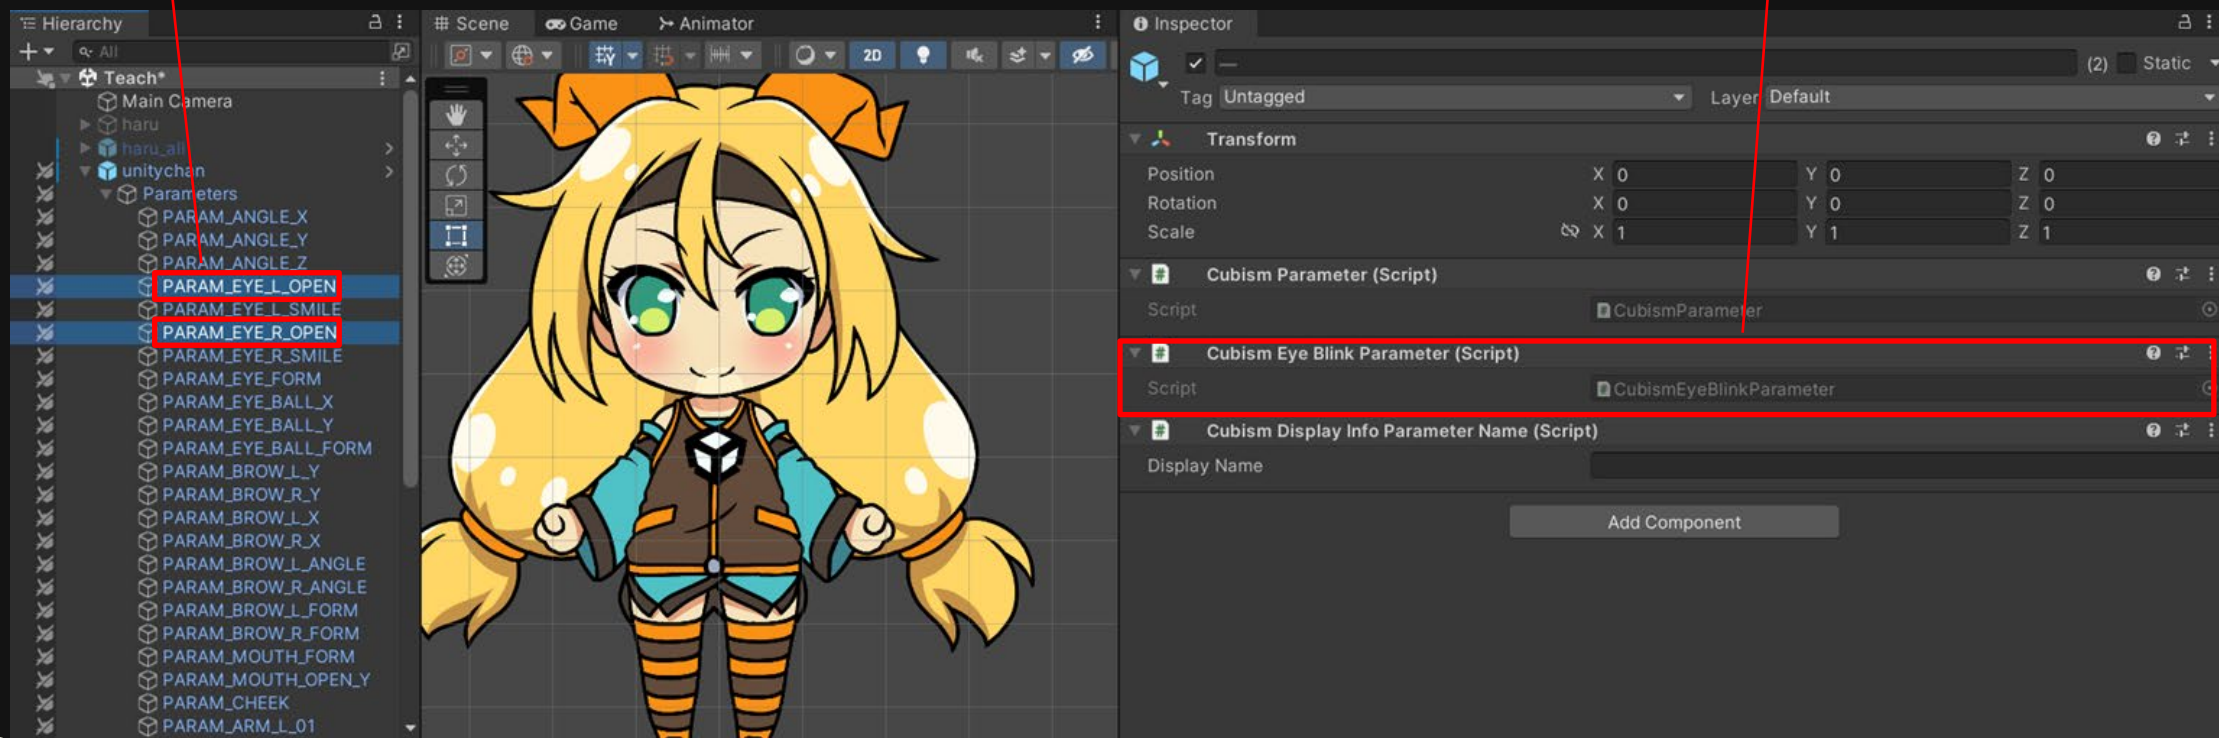 Hierarchy
All
Teach*
Main Camera
haru
haru_all
unitychan
Parameters
PARAM_ANGLE_X
PARAM_ANGLE_Y
PARAM_ANGLE_Z
PARAM_EYE_L_OPEN
PARAM_EYE_L_SMILE
PARAM_EYE_R_OPEN
PARAM_EYE_R_SMILE
PARAM_EYE_FORM
PARAM_EYE_BALL_X
PARAM_EYE_BALL_Y
PARAM_EYE_BALL_FORM
PARAM_BROW_L_Y
PARAM_BROW_R_Y
PARAM_BROW_L_X
PARAM_BROW_R_X
PARAM_BROW_L_ANGLE
PARAM_BROW_R_ANGLE
PARAM_BROW_L_FORM
PARAM_BROW_R_FORM
PARAM_MOUTH_FORM
PARAM_MOUTH_OPEN_Y
PARAM_CHEEK
PARAM_ARM_L_01
Scene Game Animator
2D
Inspector
— (2) Static
Tag Untagged Layer Default
Transform
Position X 0 Y 0 Z 0
Rotation X 0 Y 0 Z 0
Scale X 1 Y 1 Z 1
# Cubism Parameter (Script)
Script # CubismParameter
# Cubism Eye Blink Parameter (Script)
Script # CubismEyeBlinkParameter
# Cubism Display Info Parameter Name (Script)
Display Name
Add Component